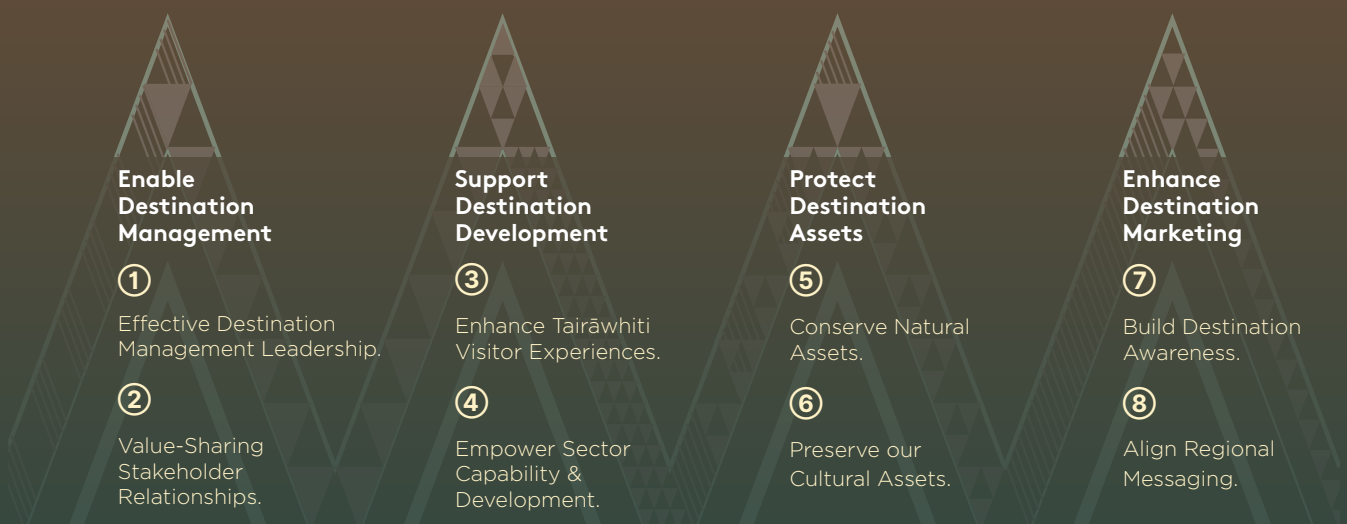 Enable
Destination
Management
1
Effective Destination
Management Leadership.
2
Value-Sharing
Stakeholder
Relationships.
Support
Destination
Development
3
Enhance Tairāwhiti
Visitor Experiences.
4
Empower Sector
Capability &
Development.
Protect
Destination
Assets
5
Conserve Natural
Assets.
6
Preserve our
Cultural Assets.
Enhance
Destination
Marketing
7
Build Destination
Awareness.
8
Align Regional
Messaging.